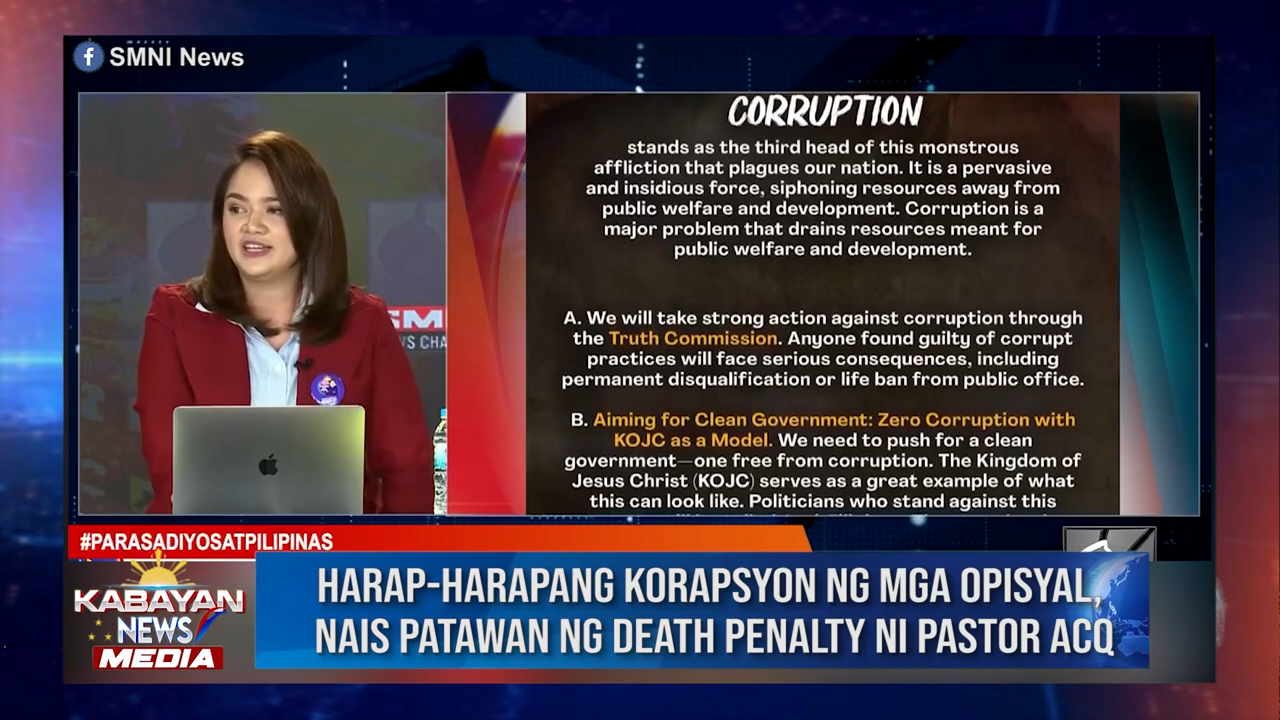 SMNI News
CORRUPTION
stands as the third head of this monstrous
affliction that plagues our nation. It is a pervasive
and insidious force, siphoning resources away from
public welfare and development. Corruption is a
major problem that drains resources meant for
public welfare and development.
A. We will take strong action against corruption through
the Truth Commission. Anyone found guilty of corrupt
practices will face serious consequences, including
permanent disqualification or life ban from public office.
B. Aiming for Clean Government: Zero Corruption with
KOJC as a Model. We need to push for a clean
government—one free from corruption. The Kingdom of
Jesus Christ (KOJC) serves as a great example of what
this can look like. Politicians who stand against this
#PARASADIYOSATPILIPINAS
KABAYAN
NEWS
MEDIA
HARAP-HARAPANG KORAPSYON NG MGA OPISYAL,
NAIS PATAWAN NG DEATH PENALTY NI PASTOR ACQ